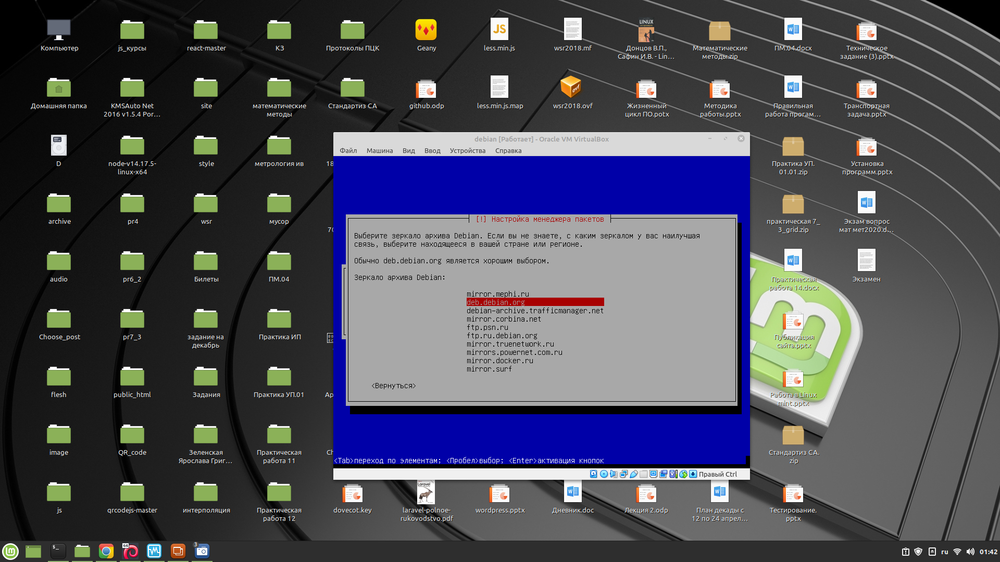 Компьютер
js_курсы
react-master
КЗ
Протоколы ПЦК
Geany
JS
less.min.js
wsr2018.mf
LINUX
Донцов В.П.,
Сафин И.В. - Lin...
Математические
методы.zip
ПМ.04.docx
Техническое
задание (3).pptx
Домашняя папка
KMSAuto Net
2016 v1.5.4 Por...
site
математические
методы
Стандартиз СА
github.odp
less.min.js.map
ovf
wsr2018.ovf
Жизненный
цикл ПО.potx
Методика
работы.pptx
Правильная
работа програм...
Транспортная
задача.pptx
D
node-v14.17.5-
linux-x64
style
метрология ив
18
Практика УП.
01.01.zip
Установка
программ.pptx
archive
pr4
wsr
мусор
70
практическая 7_
3_grid.zip
Экзам вопрос
мат мет2020.d...
audio
pr6_2
Билеты
ПМ.04
Практическая
работа 14.docx
Экзамен
Choose_post
pr7_3
задание на
декабрь
Практика ИП
Публикация
сайта.pptx
flesh
public_html
Задания
Практика УП.01
Ap
Работа в Linux
mint.pptx
image
QR_code
Зеленская
Ярослава Григ...
Практическая
работа 11
Ch
Стандартиз СА.
zip
js
qrcodejs-master
интерполяция
Практическая
работа 12
dovecot.key
Laravel
laravel-polnoe-
rukovodstvo.pdf
wordpress.pptx
Дневник.doc
Лекция 2.odp
План декады с
12 по 24 апрел...
Тестирование.
pptx
debian [Работает] - Oracle VM VirtualBox
Файл Машина Вид Ввод Устройства Справка
[!] Настройка менеджера пакетов
Выберите зеркало архива Debian. Если вы не знаете, с каким зеркалом у вас наилучшая
связь, выберите находящееся в вашей стране или регионе.
Обычно deb.debian.org является хорошим выбором.
Зеркало архива Debian:
mirror.mephi.ru
deb.debian.org
debian-archive.trafficmanager.net
mirror.corbina.net
ftp.psn.ru
ftp.ru.debian.org
mirror.truenetwork.ru
mirrors.powernet.com.ru
mirror.docker.ru
mirror.surf
<Вернуться>
<Tab>переход по элементам; <Пробел>выбор; <Enter>активация кнопок
Правый Ctrl
64
3
ru
01:42